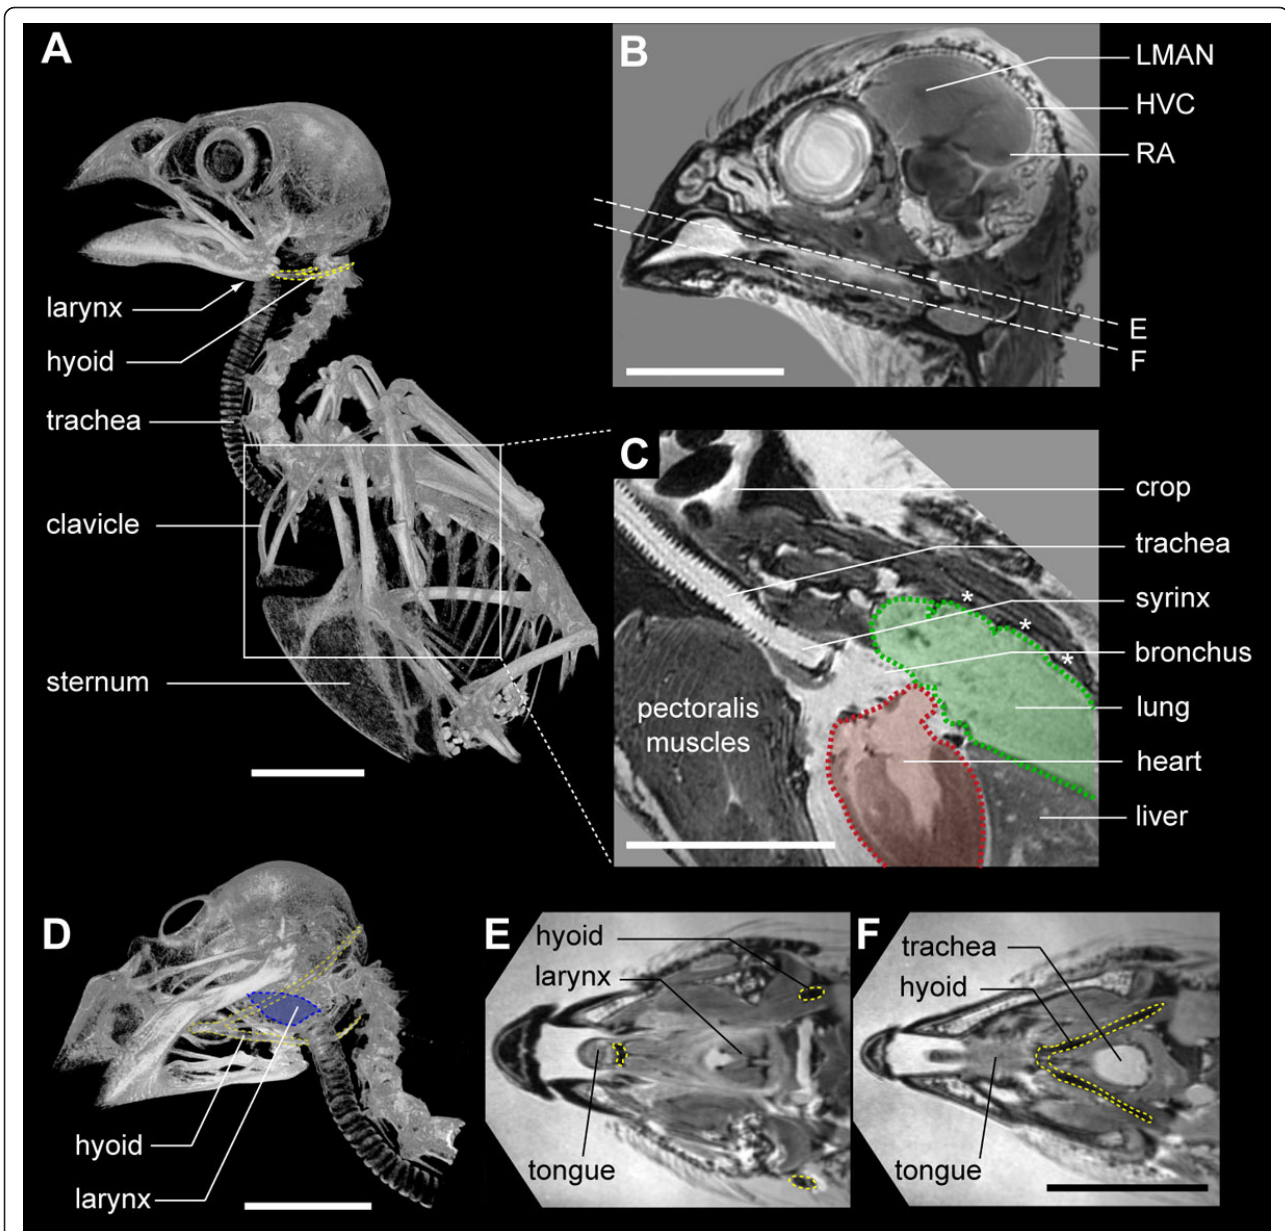 A
larynx
hyoid
trachea
clavicle
sternum
B
LMAN
HVC
RA
E
F
C
crop
trachea
syrinx
bronchus
lung
heart
liver
pectoralis
muscles
*
*
*
D
hyoid
larynx
E
hyoid
larynx
tongue
F
trachea
hyoid
tongue